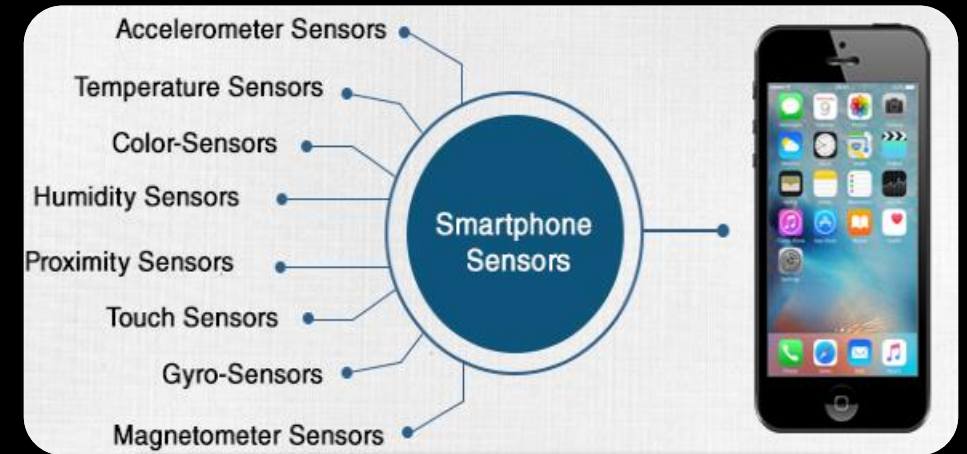 Accelerometer Sensors
Temperature Sensors
Color-Sensors
Humidity Sensors
Proximity Sensors
Touch Sensors
Gyro-Sensors
Magnetometer Sensors
Smartphone
Sensors